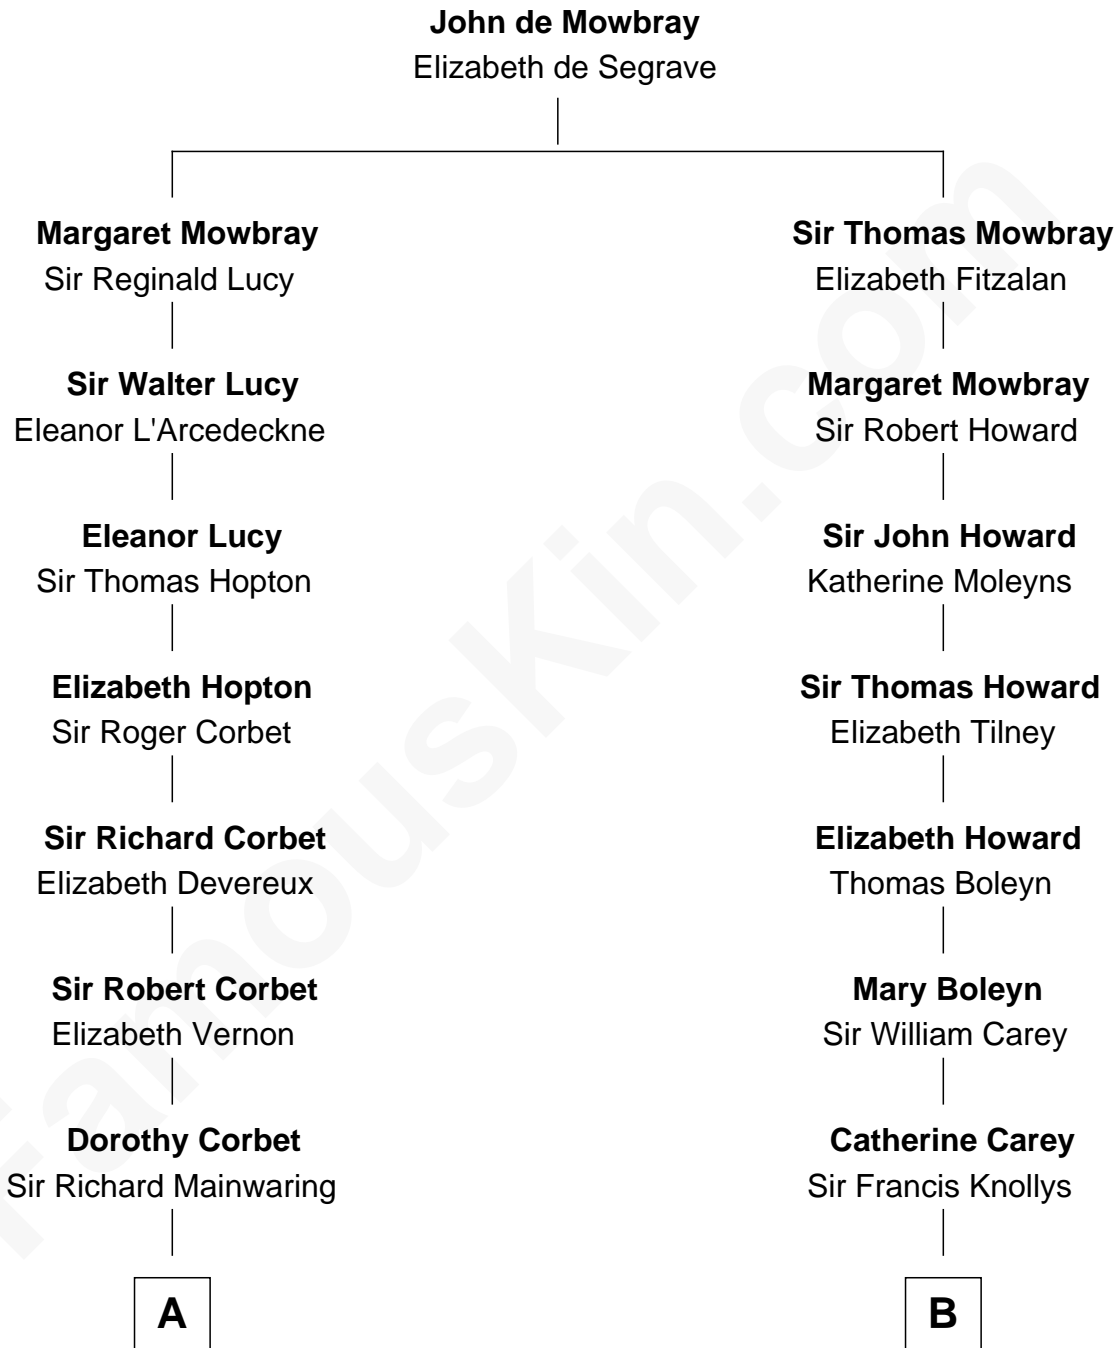 John de Mowbray
Elizabeth de Segrave
Margaret Mowbray
Sir Reginald Lucy
Sir Walter Lucy
Eleanor L'Arcedeckne
Eleanor Lucy
Sir Thomas Hopton
Elizabeth Hopton
Sir Roger Corbet
Sir Richard Corbet
Elizabeth Devereux
Sir Robert Corbet
Elizabeth Vernon
Dorothy Corbet
Sir Richard Mainwaring
A
Sir Thomas Mowbray
Elizabeth Fitzalan
Margaret Mowbray
Sir Robert Howard
Sir John Howard
Katherine Moleyns
Sir Thomas Howard
Elizabeth Tilney
Elizabeth Howard
Thomas Boleyn
Mary Boleyn
Sir William Carey
Catherine Carey
Sir Francis Knollys
B
FamousKin.com